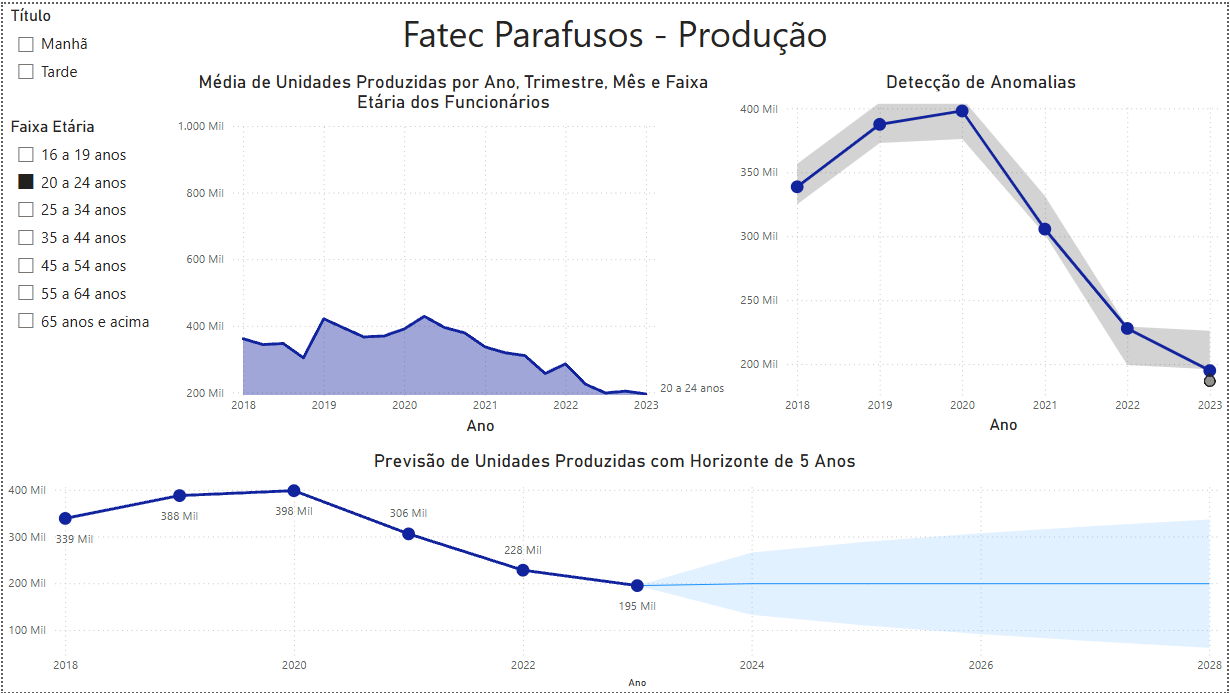 Título
Manhã
Tarde
Faixa Etária
16 a 19 anos
20 a 24 anos
25 a 34 anos
35 a 44 anos
45 a 54 anos
55 a 64 anos
65 anos e acima
Fatec Parafusos - Produção
Média de Unidades Produzidas por Ano, Trimestre, Mês e Faixa
Etária dos Funcionários
1.000 Mil
800 Mil
600 Mil
400 Mil
200 Mil
20 a 24 anos
2018 2019 2020 2021 2022 2023
Ano
Detecção de Anomalias
400 Mil
350 Mil
300 Mil
250 Mil
200 Mil
2018 2019 2020 2021 2022 2023
Ano
Previsão de Unidades Produzidas com Horizonte de 5 Anos
400 Mil
300 Mil
200 Mil
100 Mil
339 Mil
388 Mil
398 Mil
306 Mil
228 Mil
195 Mil
2018 2020 2022 2024 2026 2028
Ano